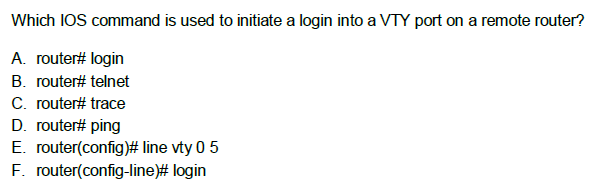 Which IOS command is used to initiate a login into a VTY port on a remote router?
A. router# login
B. router# telnet
C. router# trace
D. router# ping
E. router(config)# line vty 0 5
F. router(config-line)# login